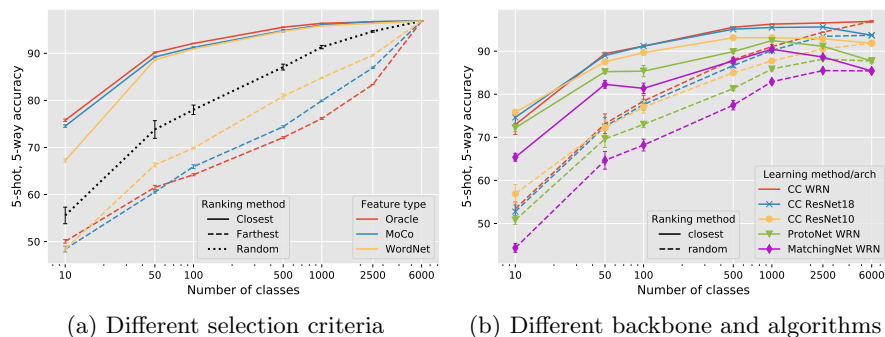 5-shot, 5-way accuracy
90
80
70
60
50
10
50
100
500
1000
2500
6000
Number of classes
Ranking method
Closest
Farthest
Random
Feature type
Oracle
MoCo
WordNet
(a) Different selection criteria
5-shot, 5-way accuracy
90
80
70
60
50
10
50
100
500
1000
2500
6000
Number of classes
Ranking method
closest
random
Learning method/arch
CC WRN
CC ResNet18
CC ResNet10
ProtoNet WRN
MatchingNet WRN
(b) Different backbone and algorithms